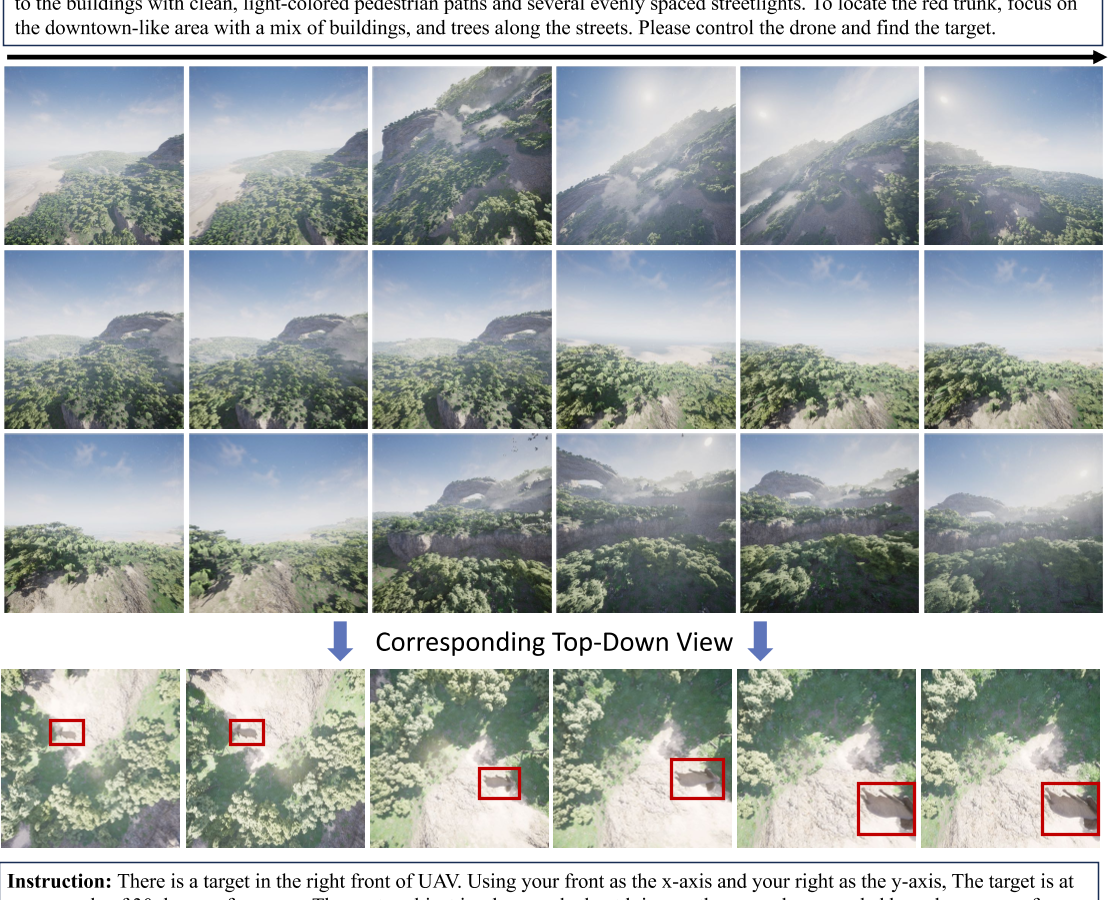 to the buildings with clean, light-colored pedestrian paths and several evenly spaced streetlights. To locate the red trunk, focus on
the downtown-like area with a mix of buildings, and trees along the streets. Please control the drone and find the target.
Corresponding Top-Down View
Instruction: There is a target in the right front of UAV. Using your front as the x-axis and your right as the y-axis, The target is at